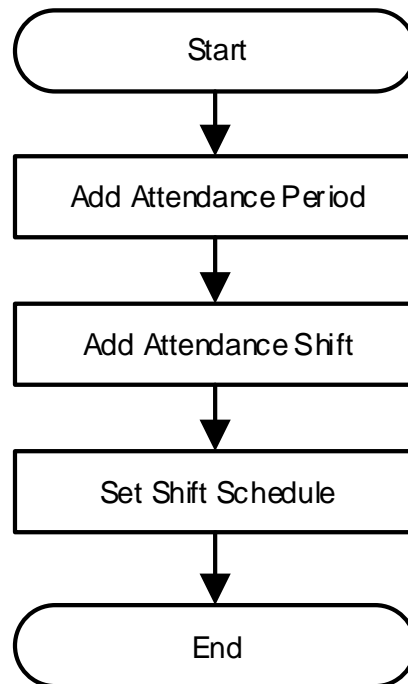 Start
Add Attendance Period
Add Attendance Shift
Set Shift Schedule
End